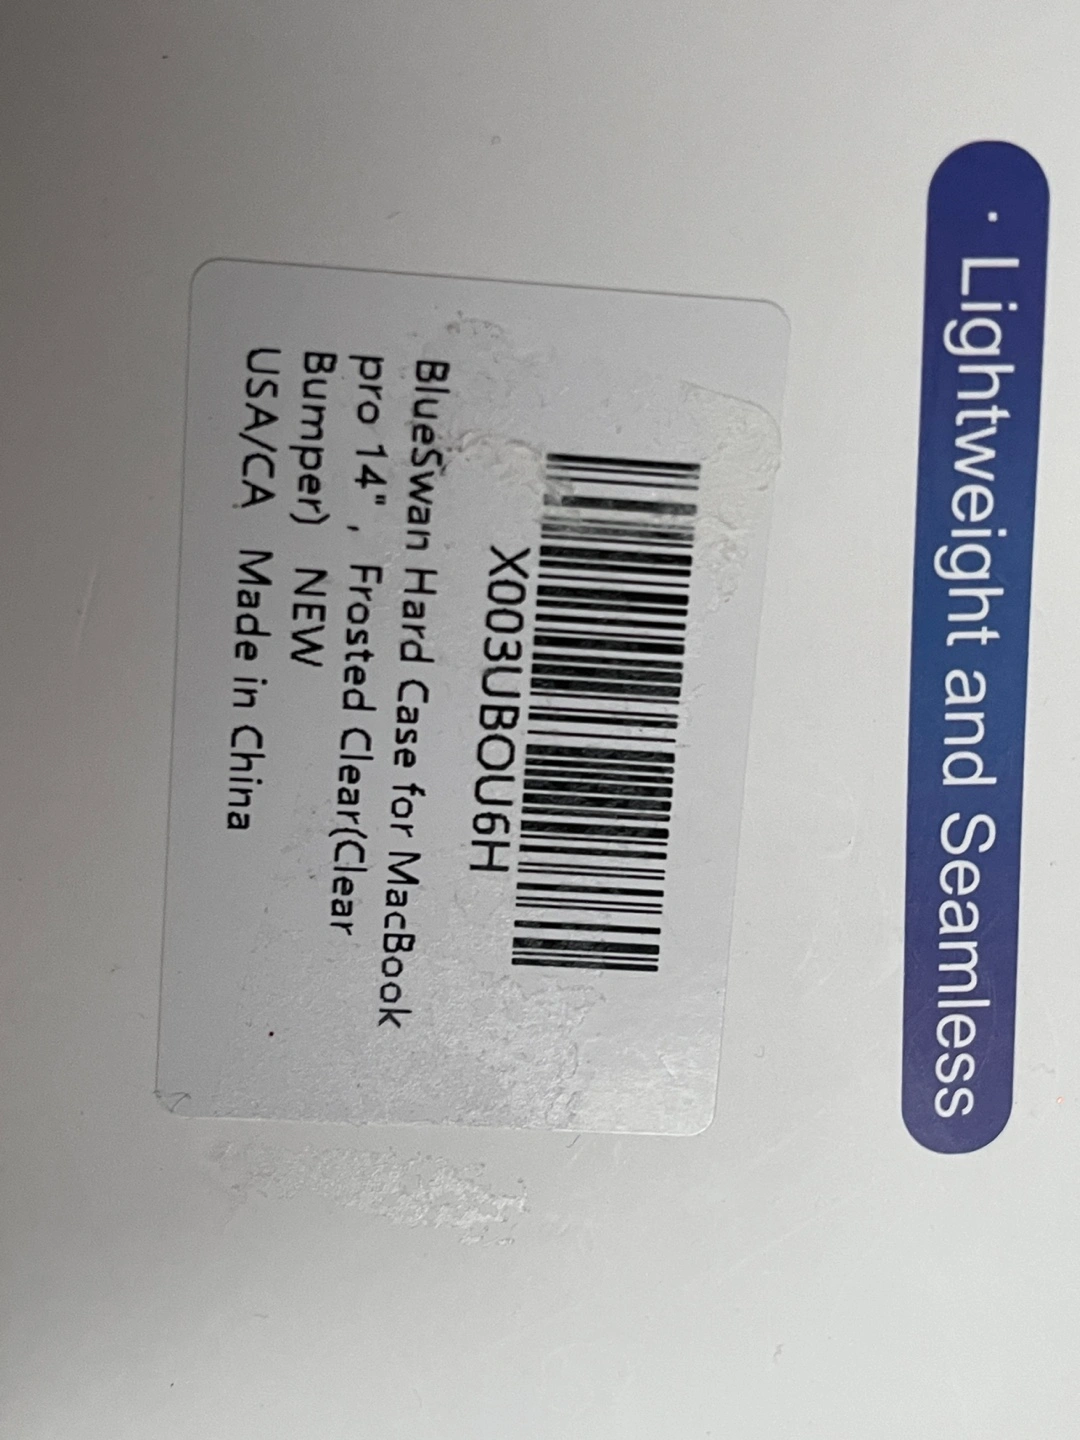 · Lightweight and Seamless
X003UBOU6H
BlueSwan Hard Case for MacBook
pro 14" , Frosted Clear(Clear
Bumper) NEW
USA/CA Made in China